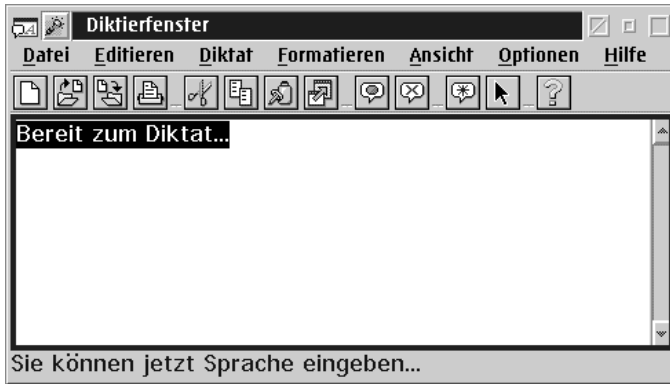 Diktierfenster
Datei Editieren Diktat Formatieren Ansicht Optionen Hilfe
Bereit zum Diktat...
Sie können jetzt Sprache eingeben...